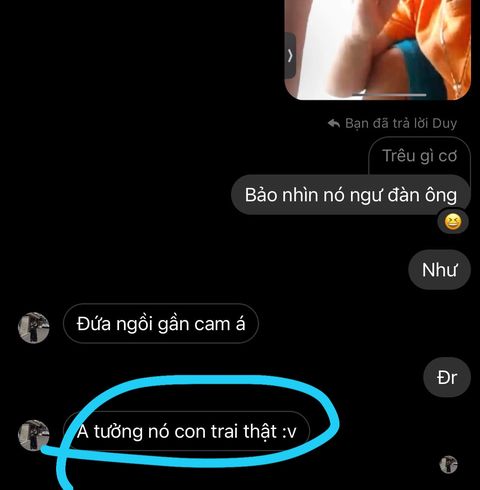 Bạn đã trả lời Duy
Trêu gì cơ
Bảo nhìn nó ngư đàn ông
Như
Đứa ngồi gần cam á
Đr
A tưởng nó con trai thật :v